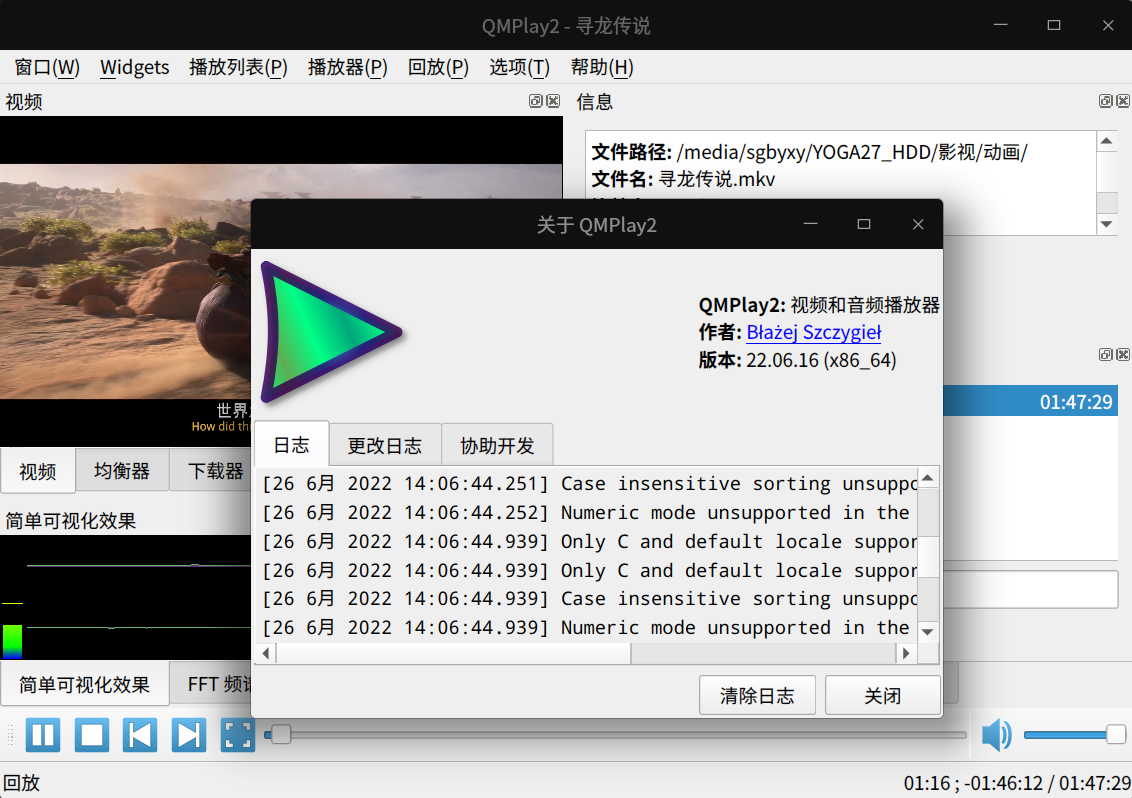 QMPlay2 - 寻龙传说
窗口(W) Widgets 播放列表(P) 播放器(P) 回放(P) 选项(T) 帮助(H)
视频
信息
文件路径: /media/sgbyxy/YOGA27_HDD/影视/动画/
文件名: 寻龙传说.mkv
世界
How did thi
视频 均衡器 下载器
简单可视化效果
简单可视化效果 FFT 频
01:47:29
关于 QMPlay2
QMPlay2: 视频和音频播放器
作者: Błażej Szczygieł
版本: 22.06.16 (x86_64)
日志 更改日志 协助开发
[26 6月 2022 14:06:44.251] Case insensitive sorting unsuppo
[26 6月 2022 14:06:44.252] Numeric mode unsupported in the
[26 6月 2022 14:06:44.939] Only C and default locale suppor
[26 6月 2022 14:06:44.939] Only C and default locale suppor
[26 6月 2022 14:06:44.939] Case insensitive sorting unsuppo
[26 6月 2022 14:06:44.939] Numeric mode unsupported in the
清除日志 关闭
回放
01:16 ; -01:46:12 / 01:47:29